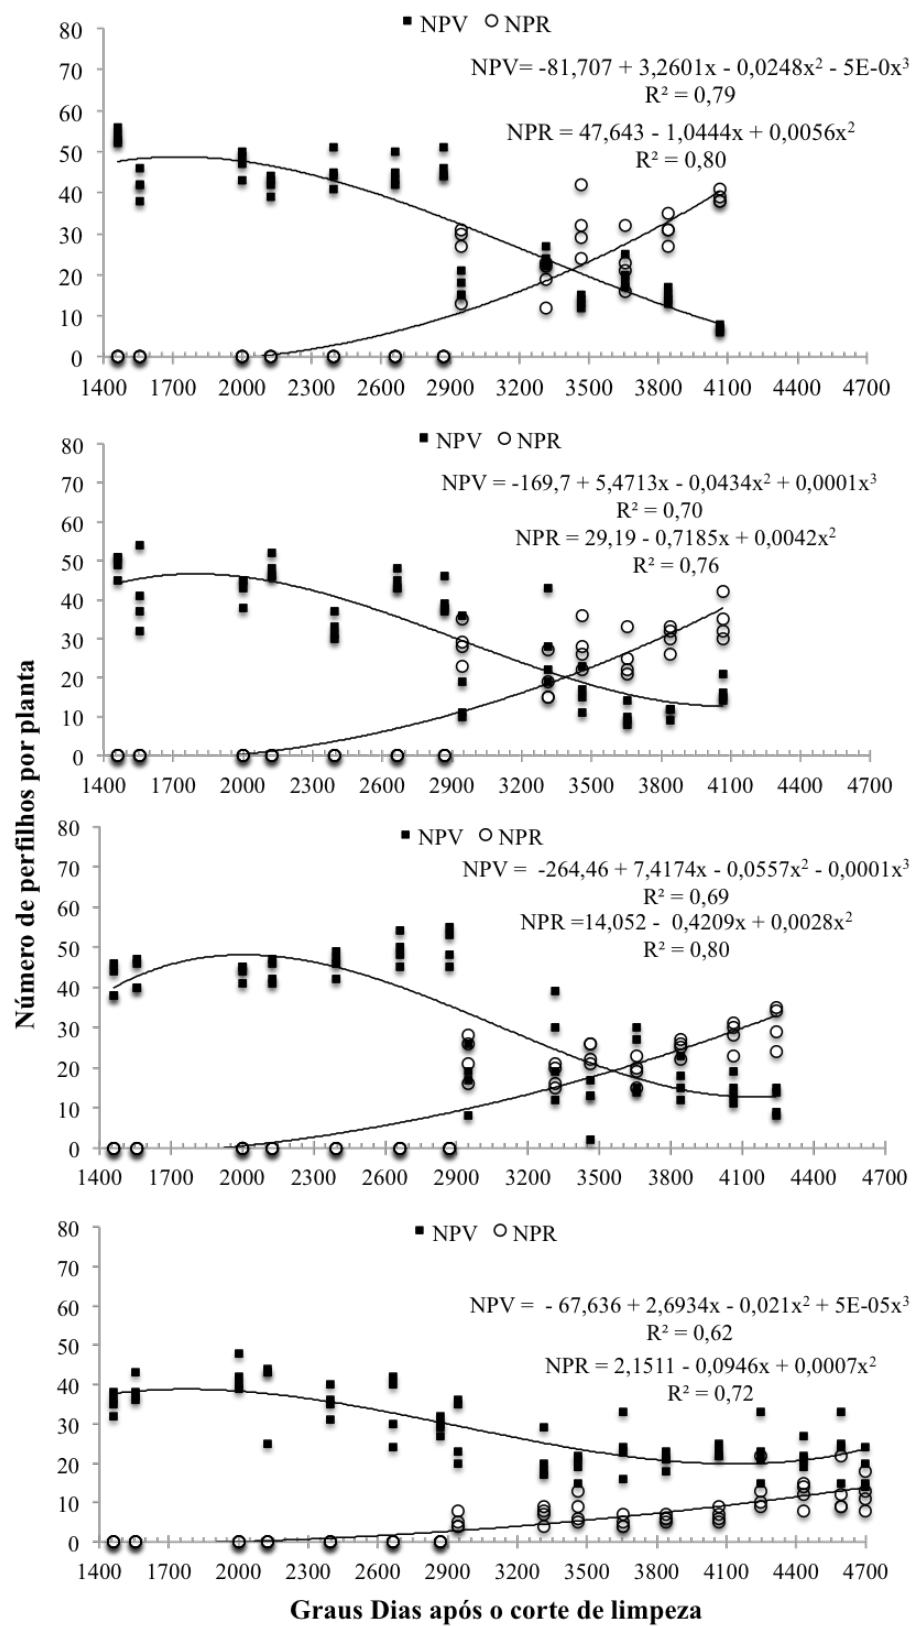 NPV NPR
80
70
60
50
40
30
20
10
0
NPV= -81,707 + 3,2601x - 0,0248x² - 5E-0x³
R² = 0,79
NPR = 47,643 - 1,0444x + 0,0056x²
R² = 0,80
1400 1700 2000 2300 2600 2900 3200 3500 3800 4100 4400 4700
NPV NPR
80
70
60
50
40
30
20
10
0
NPV = -169,7 + 5,4713x - 0,0434x² + 0,0001x³
R² = 0,70
NPR = 29,19 - 0,7185x + 0,0042x²
R² = 0,76
1400 1700 2000 2300 2600 2900 3200 3500 3800 4100 4400 4700
Número de perfilhos por planta
NPV NPR
80
70
60
50
40
30
20
10
0
NPV = -264,46 + 7,4174x - 0,0557x² - 0,0001x³
R² = 0,69
NPR =14,052 - 0,4209x + 0,0028x²
R² = 0,80
1400 1700 2000 2300 2600 2900 3200 3500 3800 4100 4400 4700
NPV NPR
80
70
60
50
40
30
20
10
0
NPV = - 67,636 + 2,6934x - 0,021x² + 5E-05x³
R² = 0,62
NPR = 2,1511 - 0,0946x + 0,0007x²
R² = 0,72
1400 1700 2000 2300 2600 2900 3200 3500 3800 4100 4400 4700
Graus Dias após o corte de limpeza